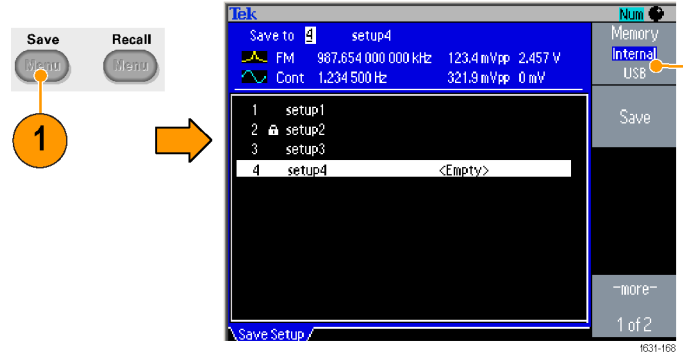 Save Recall
Menu Menu
1
Tek Num
Save to 4 setup4
FM 987.654 000 000 kHz 123.4 mVpp 2.457 V
Cont 1.234 500 Hz 321.9 mVpp 0 mV
1 setup1
2 setup2
3 setup3
4 setup4 <Empty>
Save Setup
Memory
Internal
USB
Save
-more-
1 of 2
1631-168